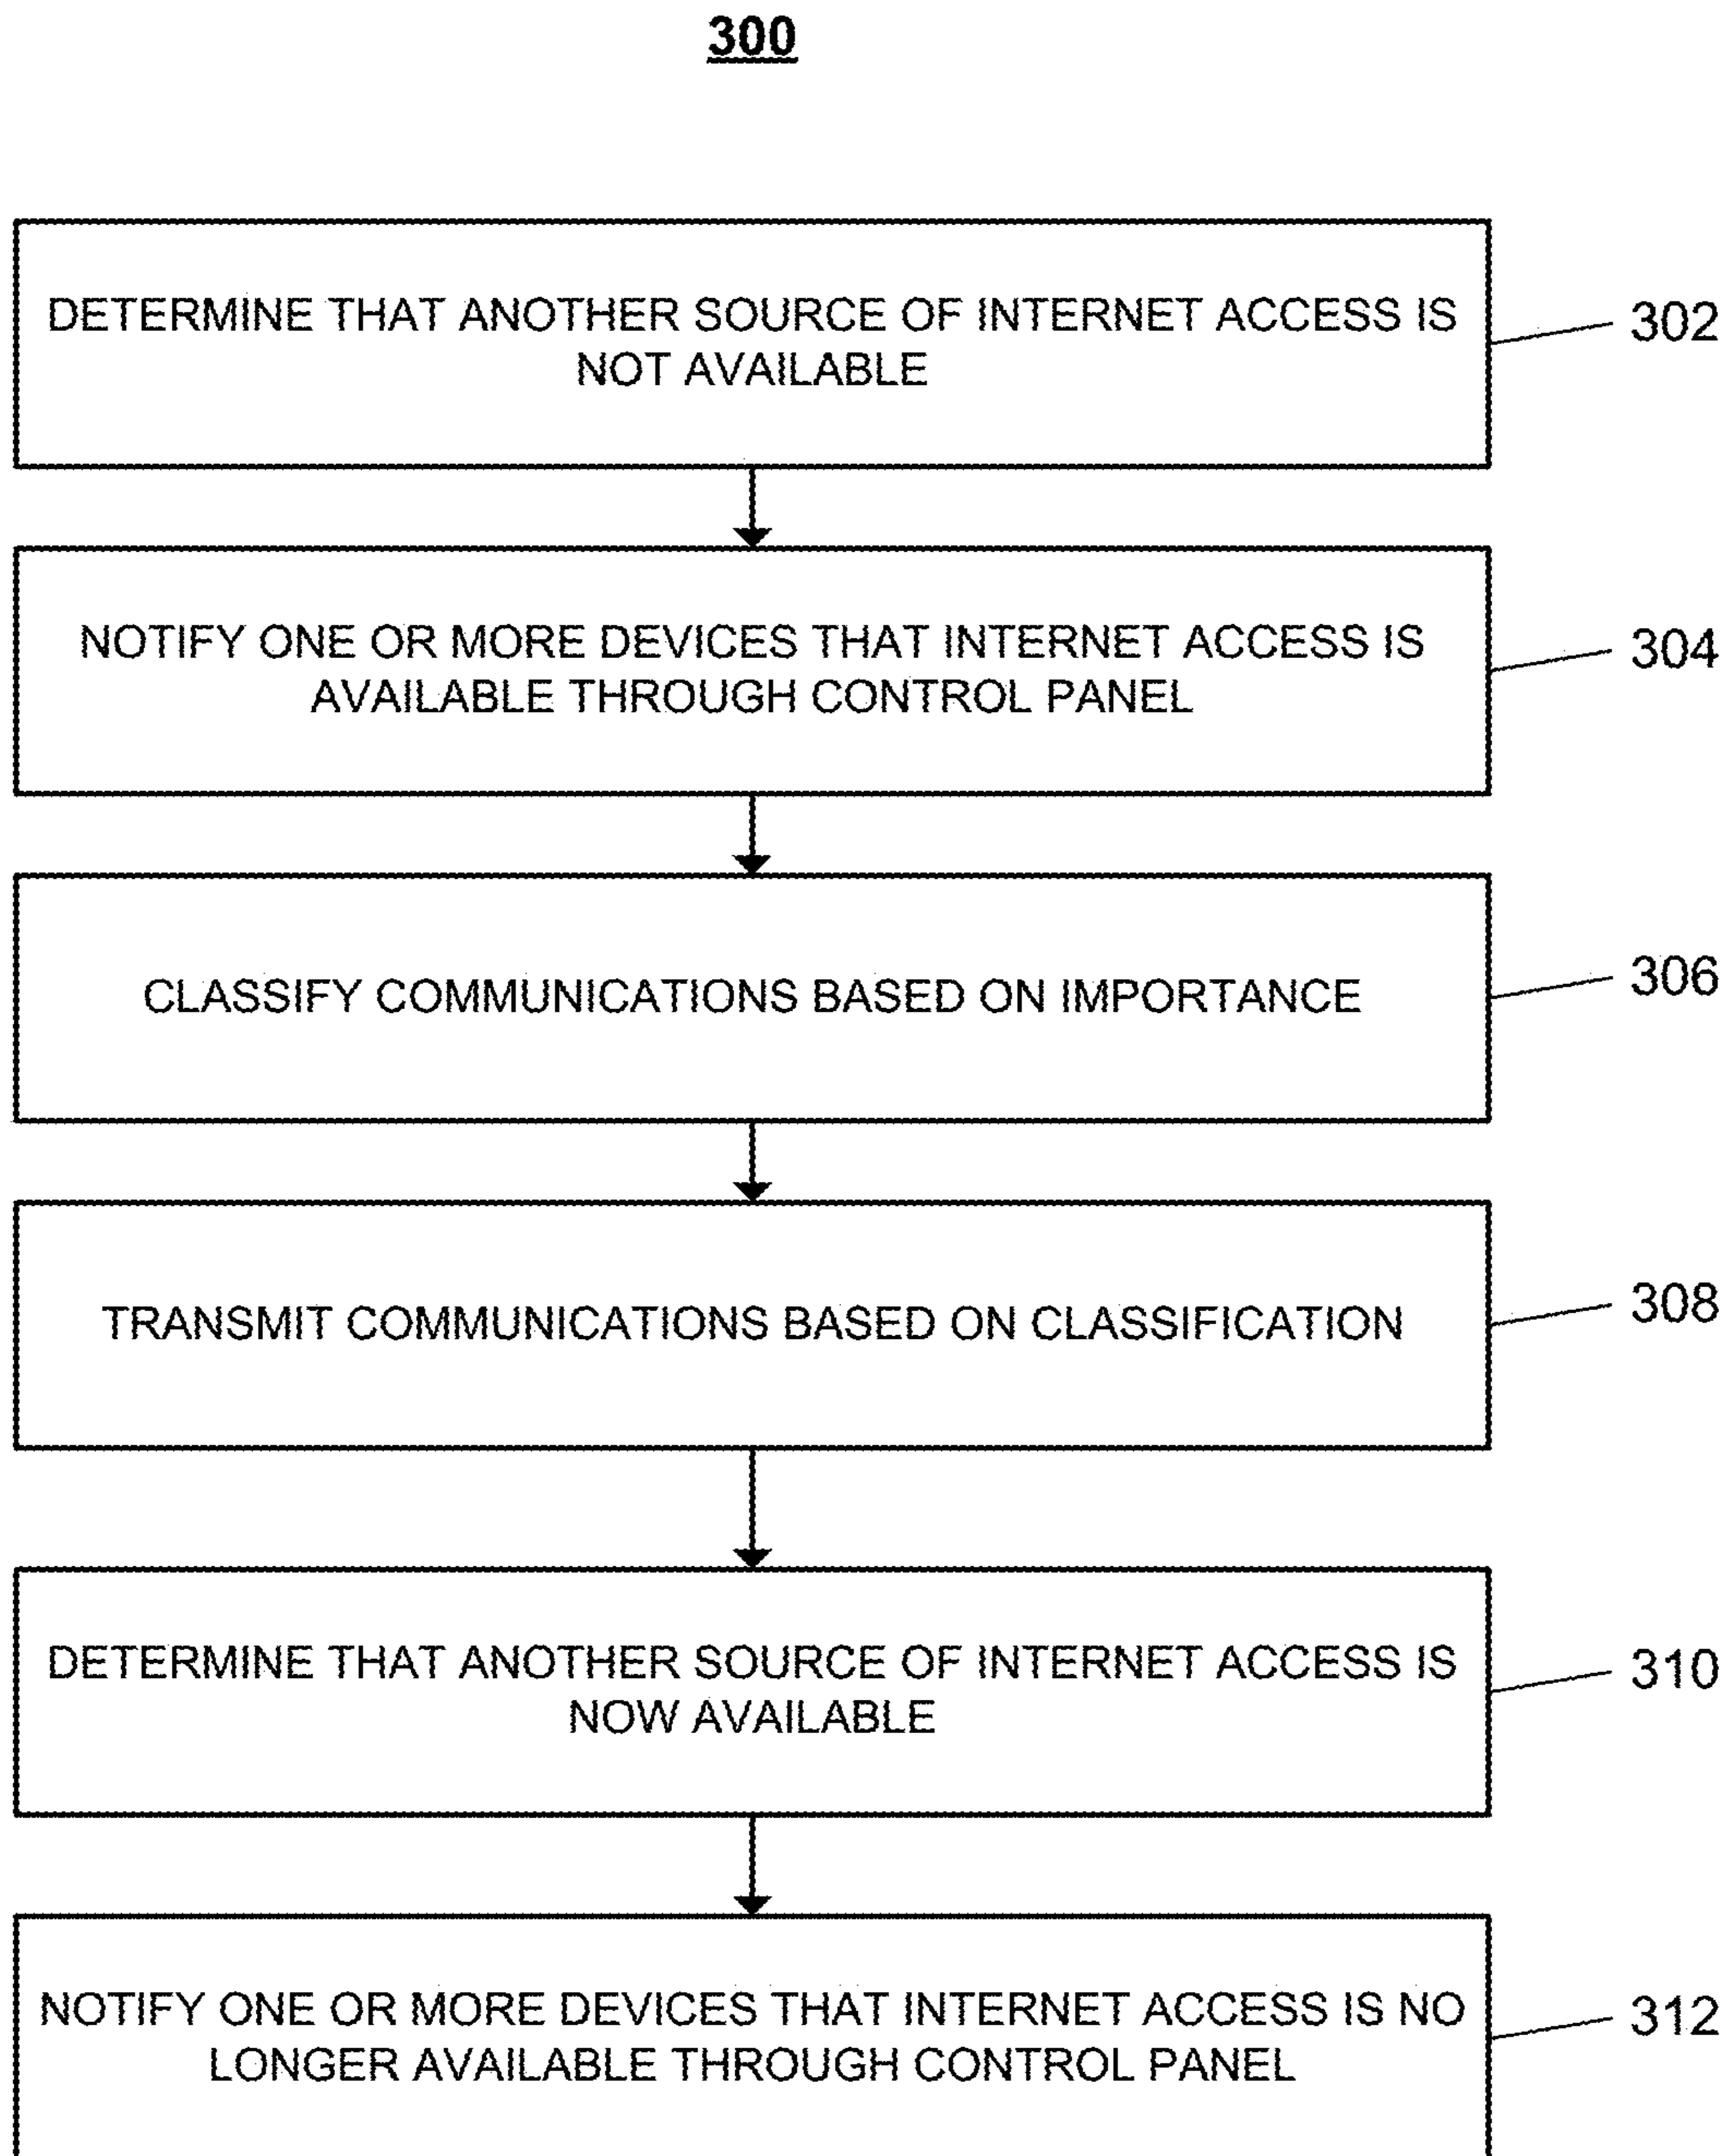 300
DETERMINE THAT ANOTHER SOURCE OF INTERNET ACCESS IS
NOT AVAILABLE
302
NOTIFY ONE OR MORE DEVICES THAT INTERNET ACCESS IS
AVAILABLE THROUGH CONTROL PANEL
304
CLASSIFY COMMUNICATIONS BASED ON IMPORTANCE
306
TRANSMIT COMMUNICATIONS BASED ON CLASSIFICATION
308
DETERMINE THAT ANOTHER SOURCE OF INTERNET ACCESS IS
NOW AVAILABLE
310
NOTIFY ONE OR MORE DEVICES THAT INTERNET ACCESS IS NO
LONGER AVAILABLE THROUGH CONTROL PANEL
312